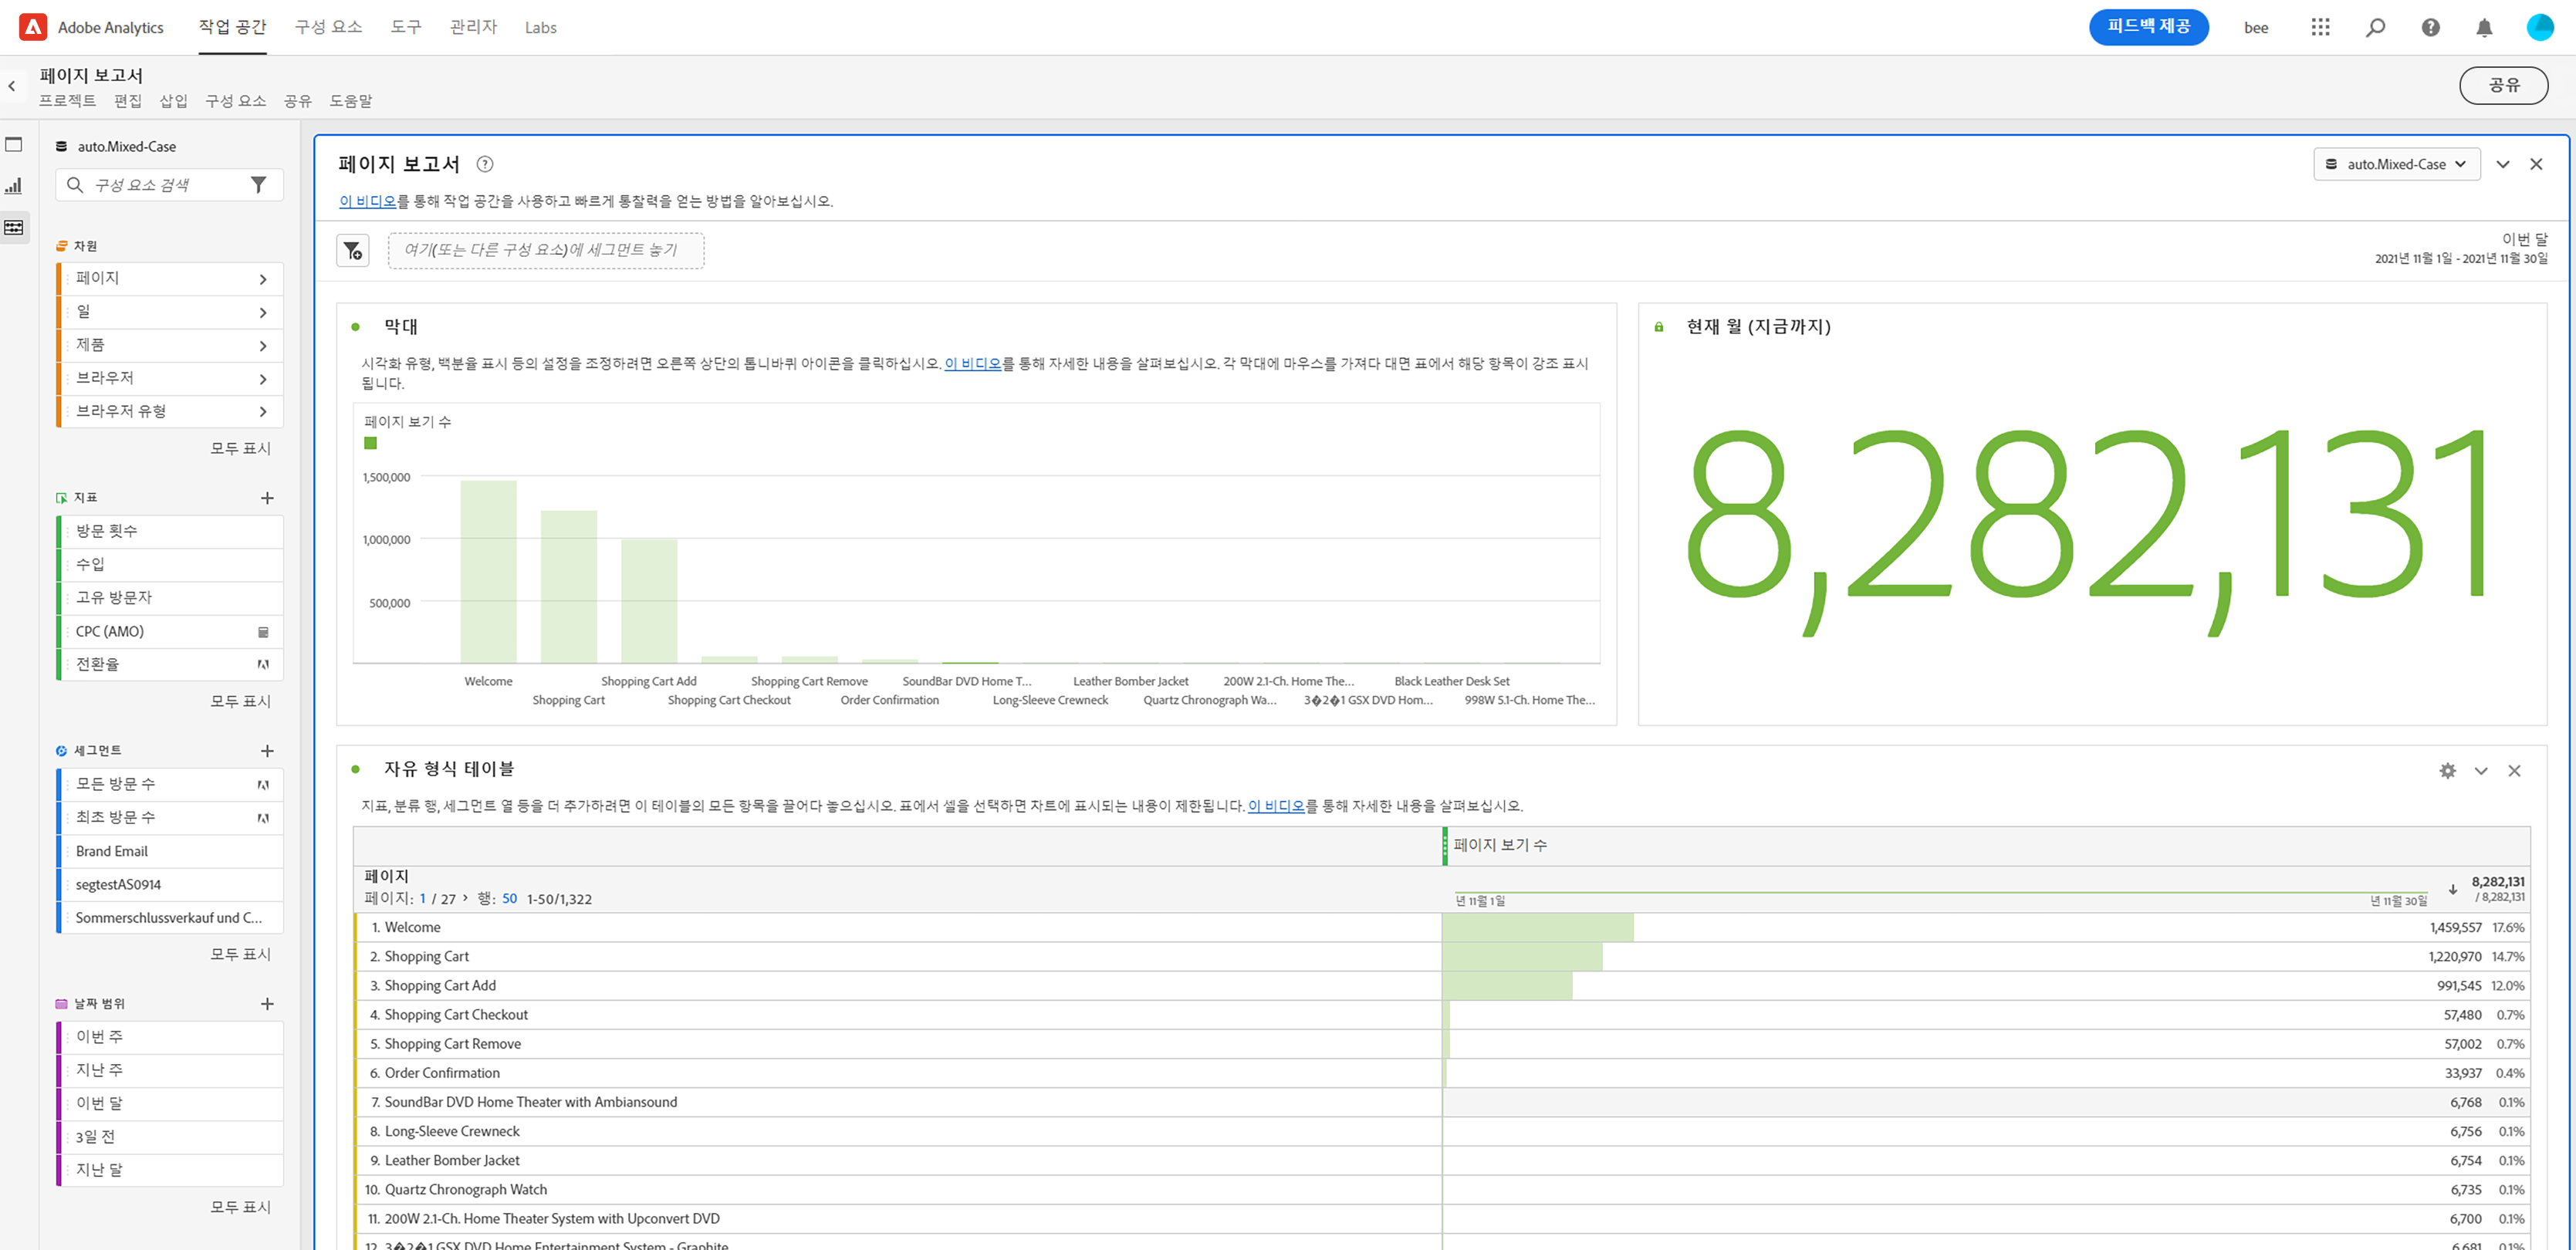 Adobe Analytics 작업 공간 구성 요소 도구 관리자 Labs 피드백 제공 bee
페이지 보고서
프로젝트 편집 삽입 구성 요소 공유 도움말
공유
auto.Mixed-Case
구성 요소 검색
차원
페이지
일
제품
브라우저
브라우저 유형
모두 표시
지표
방문 횟수
수입
고유 방문자
CPC (AMO)
전환율
모두 표시
세그먼트
모든 방문 수
최초 방문 수
Brand Email
segtestAS0914
Sommerschlussverkauf und C...
모두 표시
날짜 범위
이번 주
지난 주
이번 달
3일 전
지난 달
모두 표시
페이지 보고서
auto.Mixed-Case
이 비디오를 통해 작업 공간을 사용하고 빠르게 통찰력을 얻는 방법을 알아보십시오.
여기(또는 다른 구성 요소)에 세그먼트 놓기
이번 달
2021년 11월 1일 - 2021년 11월 30일
막대
시각화 유형, 백분율 표시 등의 설정을 조정하려면 오른쪽 상단의 톱니바퀴 아이콘을 클릭하십시오. 이 비디오를 통해 자세한 내용을 살펴보십시오. 각 막대에 마우스를 가져다 대면 표에서 해당 항목이 강조 표시
됩니다.
페이지 보기 수
1,500,000
1,000,000
500,000
Welcome Shopping Cart Add Shopping Cart Remove SoundBar DVD Home T... Leather Bomber Jacket 200W 2.1-Ch. Home The... Black Leather Desk Set
Shopping Cart Shopping Cart Checkout Order Confirmation Long-Sleeve Crewneck Quartz Chronograph Wa... 3�2�1 GSX DVD Hom... 998W 5.1-Ch. Home The...
현재 월 (지금까지)
8,282,131
자유 형식 테이블
지표, 분류 행, 세그먼트 열 등을 더 추가하려면 이 테이블의 모든 항목을 끌어다 놓으십시오. 표에서 셀을 선택하면 차트에 표시되는 내용이 제한됩니다. 이 비디오를 통해 자세한 내용을 살펴보십시오.
페이지 보기 수
페이지
페이지: 1 / 27 > 행: 50 1-50/1,322
년 11월 1일 년 11월 30일
8,282,131
/ 8,282,131
1. Welcome 1,459,557 17.6%
2. Shopping Cart 1,220,970 14.7%
3. Shopping Cart Add 991,545 12.0%
4. Shopping Cart Checkout 57,480 0.7%
5. Shopping Cart Remove 57,002 0.7%
6. Order Confirmation 33,937 0.4%
7. SoundBar DVD Home Theater with Ambiansound 6,768 0.1%
8. Long-Sleeve Crewneck 6,756 0.1%
9. Leather Bomber Jacket 6,754 0.1%
10. Quartz Chronograph Watch 6,735 0.1%
11. 200W 2.1-Ch. Home Theater System with Upconvert DVD 6,700 0.1%
12. 3�2�1 GSX DVD Home Entertainment System - Graphite 6,681 0.1%